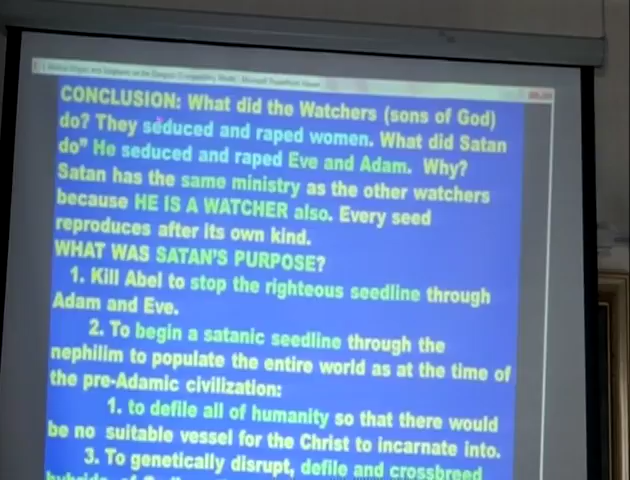 CONCLUSION: What did the Watchers (sons of God)
do? They seduced and raped women. What did Satan
do" He seduced and raped Eve and Adam. Why?
Satan has the same ministry as the other watchers
because HE IS A WATCHER also. Every seed
reproduces after its own kind.
WHAT WAS SATAN'S PURPOSE?
1. Kill Abel to stop the righteous seedline through
Adam and Eve.
2. To begin a satanic seedline through the
nephilim to populate the entire world as at the time of
the pre-Adamic civilization:
1. to defile all of humanity so that there would
be no suitable vessel for the Christ to incarnate into.
3. To genetically disrupt, defile and crossbreed
hybrids of